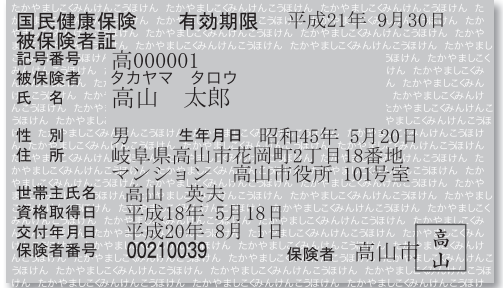 国民健康保険 有効期限 平成21年 9月30日
被保険者証
記号番号 高000001
被保険者 タカヤマ タロウ
氏 名 高山 太郎
性 別 男 生年月日 昭和45年 5月20日
住 所 岐阜県高山市花岡町2丁目18番地
マンション 高山市役所 101号室
世帯主氏名 高山 英夫
資格取得日 平成18年 5月18日
交付年月日 平成20年 8月 1日
保険者番号 00210039 保険者 高山市 高山